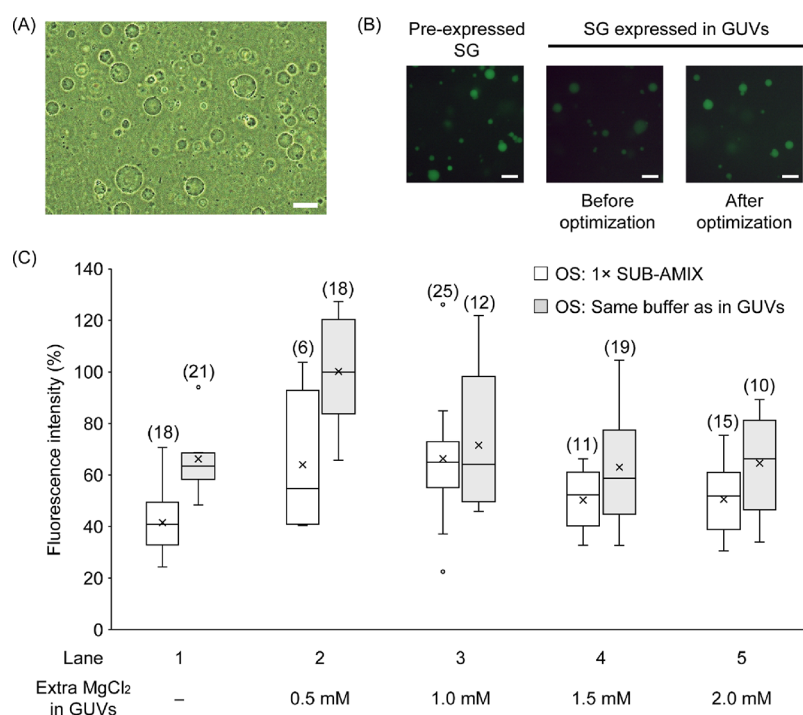 (A)
(B)
Pre-expressed
SG
SG expressed in GUVs
Before
optimization
After
optimization
(C)
OS: 1× SUB-AMIX
OS: Same buffer as in GUVs
Fluorescence intensity (%)
140
120
100
80
60
40
20
0
(18)
(21)
(6)
(18)
(25)
(12)
(11)
(19)
(15)
(10)
Lane 1 2 3 4 5
Extra MgCl₂
in GUVs
– 0.5 mM 1.0 mM 1.5 mM 2.0 mM